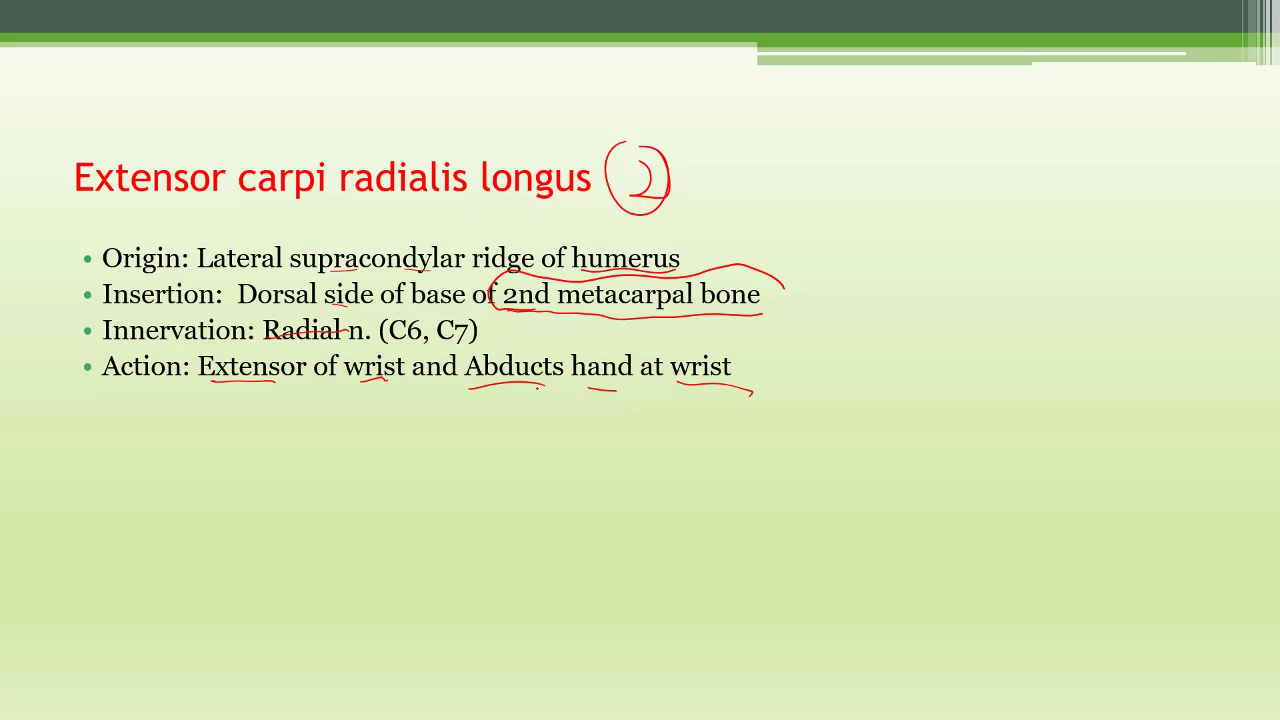 Extensor carpi radialis longus 2
• Origin: Lateral supracondylar ridge of humerus
• Insertion: Dorsal side of base of 2nd metacarpal bone
• Innervation: Radial n. (C6, C7)
• Action: Extensor of wrist and Abducts hand at wrist